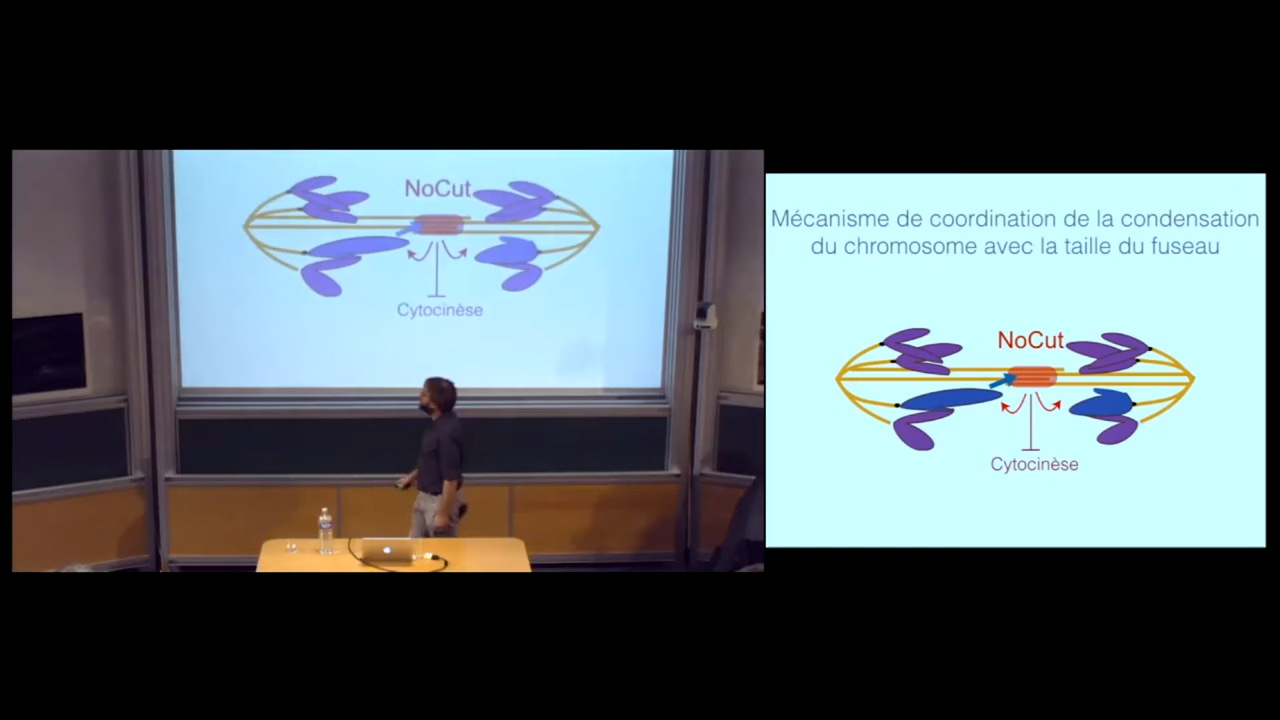 NoCut
Cytocinèse
Mécanisme de coordination de la condensation
du chromosome avec la taille du fuseau
NoCut
Cytocinèse